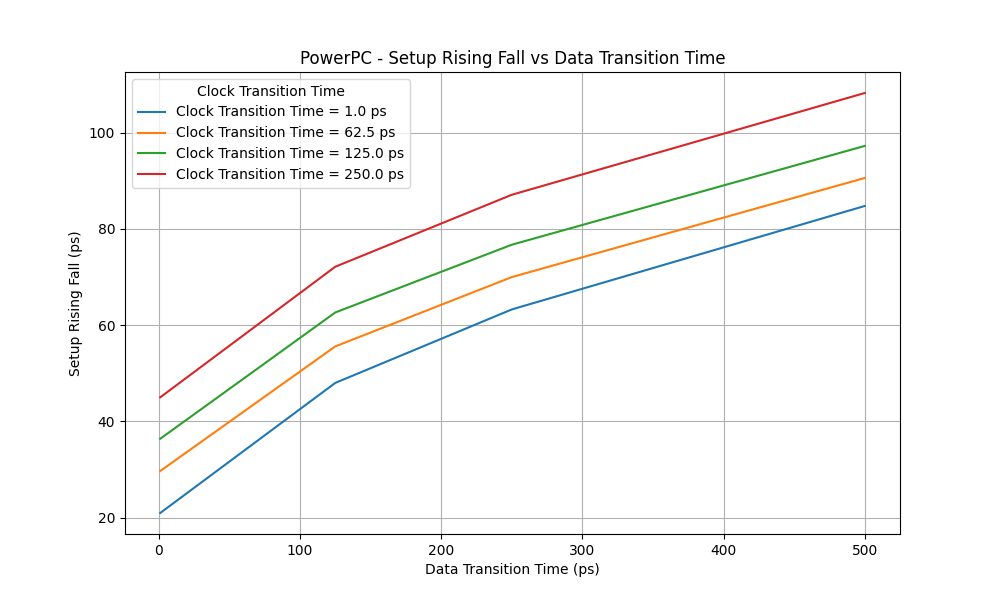 PowerPC - Setup Rising Fall vs Data Transition Time
Clock Transition Time
Clock Transition Time = 1.0 ps
Clock Transition Time = 62.5 ps
Clock Transition Time = 125.0 ps
Clock Transition Time = 250.0 ps
Setup Rising Fall (ps)
100
80
60
40
20
0 100 200 300 400 500
Data Transition Time (ps)